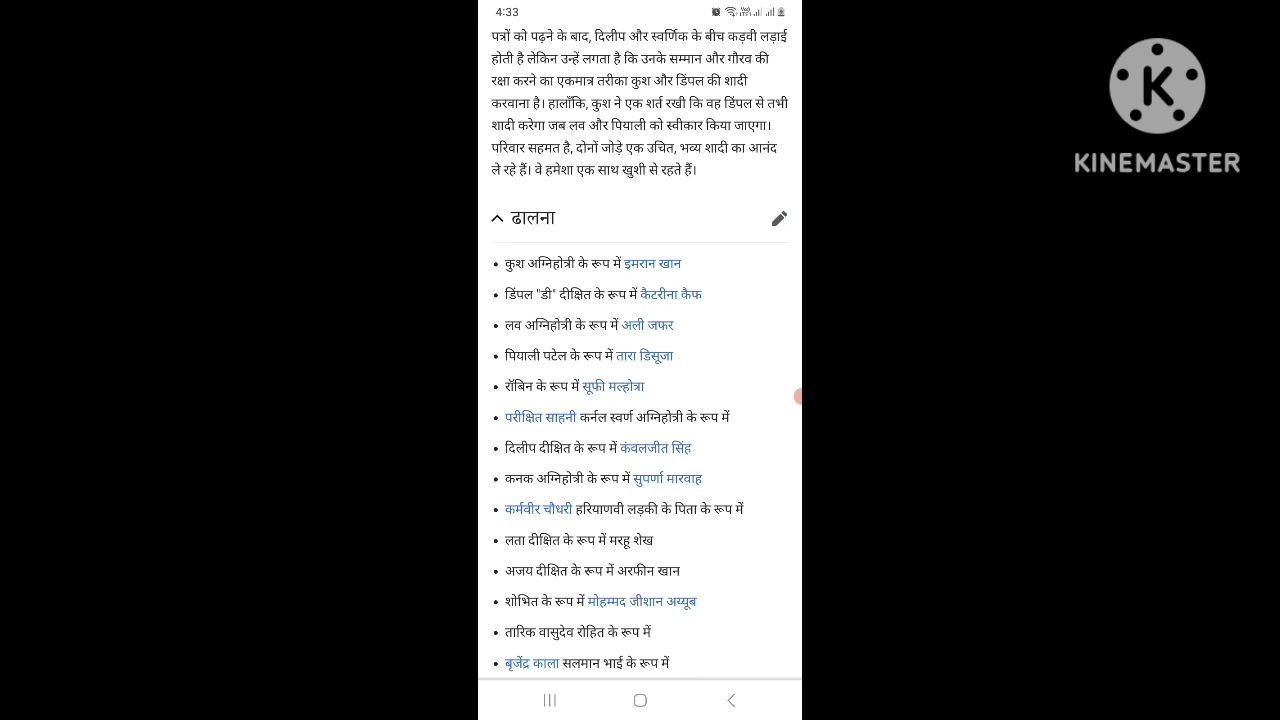 4:33
पत्रों को पढ़ने के बाद, दिलीप और स्वर्णिक के बीच कड़वी लड़ाई
होती है लेकिन उन्हें लगता है कि उनके सम्मान और गौरव की
रक्षा करने का एकमात्र तरीका कुश और डिंपल की शादी
करवाना है। हालाँकि, कुश ने एक शर्त रखी कि वह डिंपल से तभी
शादी करेगा जब लव और पियाली को स्वीकार किया जाएगा।
परिवार सहमत है, दोनों जोड़े एक उचित, भव्य शादी का आनंद
ले रहे हैं। वे हमेशा एक साथ खुशी से रहते हैं।
ढालना
• कुश अग्निहोत्री के रूप में इमरान खान
• डिंपल "डी" दीक्षित के रूप में कैटरीना कैफ
• लव अग्निहोत्री के रूप में अली जफर
• पियाली पटेल के रूप में तारा डिसूजा
• रॉबिन के रूप में सूफी मल्होत्रा
• परीक्षित साहनी कर्नल स्वर्ण अग्निहोत्री के रूप में
• दिलीप दीक्षित के रूप में कंवलजीत सिंह
• कनक अग्निहोत्री के रूप में सुपर्णा मारवाह
• कर्मवीर चौधरी हरियाणवी लड़की के पिता के रूप में
• लता दीक्षित के रूप में मरहू शेख
• अजय दीक्षित के रूप में अरफीन खान
• शोभित के रूप में मोहम्मद जीशान अय्यूब
• तारिक वासुदेव रोहित के रूप में
• बृजेंद्र काला सलमान भाई के रूप में
K
KINEMASTER